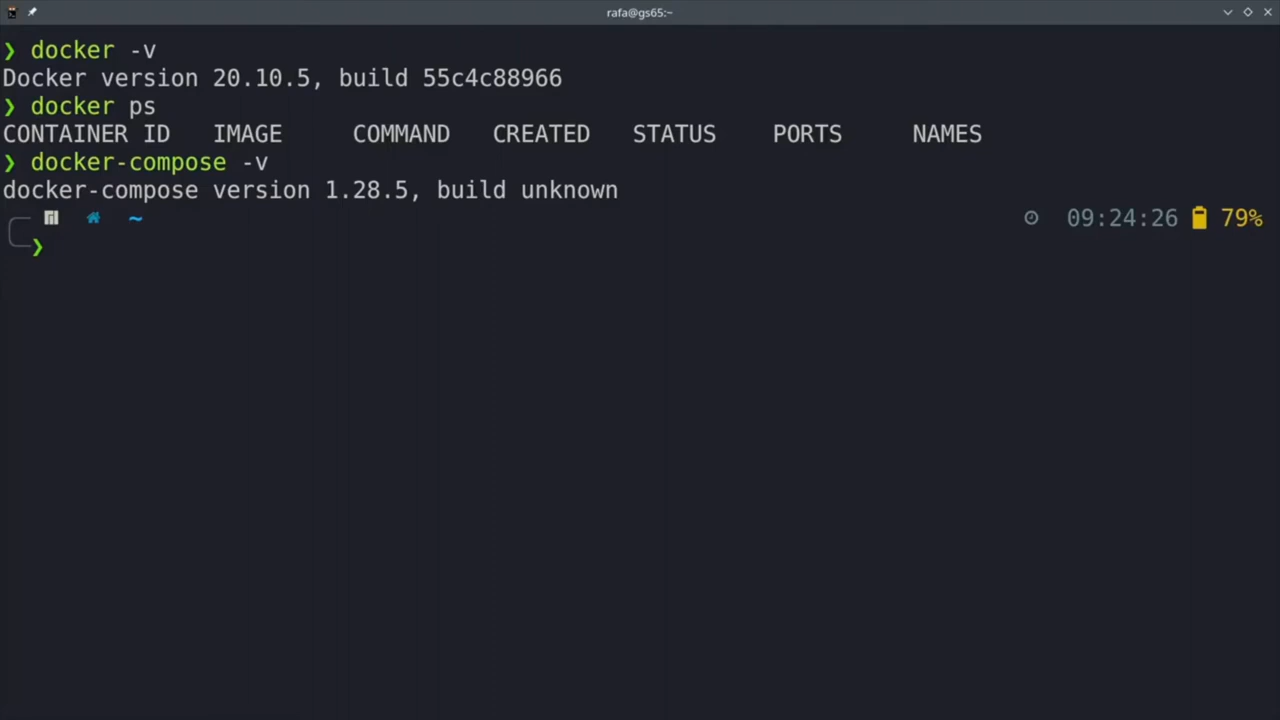 rafa@gs65:~
❯ docker -v
Docker version 20.10.5, build 55c4c88966
❯ docker ps
CONTAINER ID   IMAGE     COMMAND   CREATED   STATUS    PORTS     NAMES
❯ docker-compose -v
docker-compose version 1.28.5, build unknown
~ 09:24:26 79%
❯